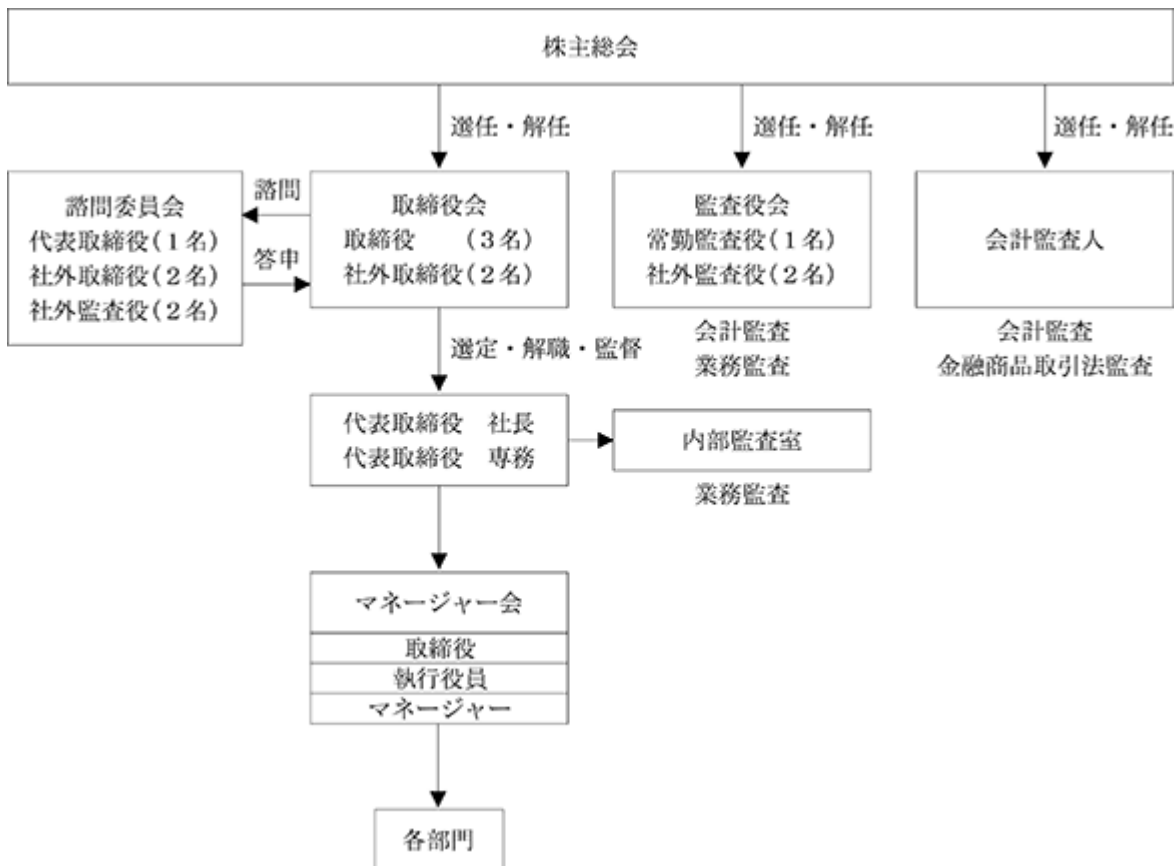 株主総会
選任・解任
選任・解任
選任・解任
諮問委員会
代表取締役(1名)
社外取締役(2名)
社外監査役(2名)
諮問
答申
取締役会
取締役　(3名)
社外取締役(2名)
監査役会
常勤監査役(1名)
社外監査役(2名)
会計監査
業務監査
会計監査人
会計監査
金融商品取引法監査
選定・解職・監督
代表取締役　社長
代表取締役　専務
内部監査室
業務監査
マネージャー会
取締役
執行役員
マネージャー
各部門